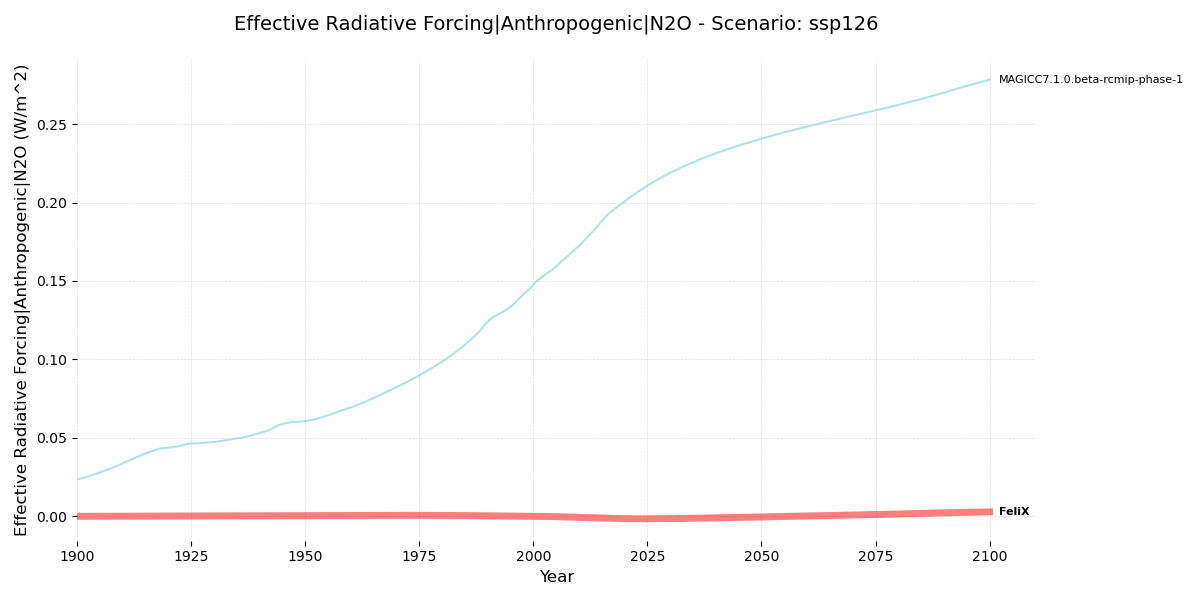 Effective Radiative Forcing|Anthropogenic|N2O - Scenario: ssp126
Effective Radiative Forcing|Anthropogenic|N2O (W/m^2)
0.25
0.20
0.15
0.10
0.05
0.00
MAGICC7.1.0.beta-rcmip-phase-1
FeliX
1900 1925 1950 1975 2000 2025 2050 2075 2100
Year